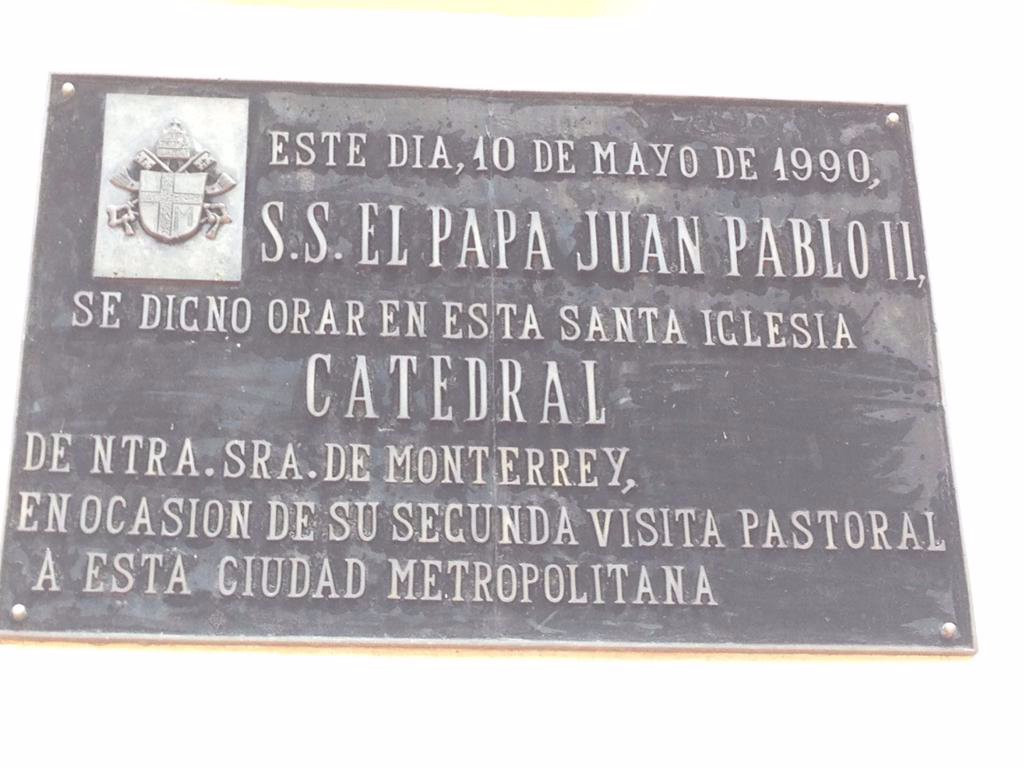 ESTE DIA, 10 DE MAYO DE 1990,
S.S. EL PAPA JUAN PABLO II,
SE DIGNO ORAR EN ESTA SANTA IGLESIA
CATEDRAL
DE NTRA. SRA. DE MONTERREY,
EN OCASION DE SU SEGUNDA VISITA PASTORAL
A ESTA CIUDAD METROPOLITANA